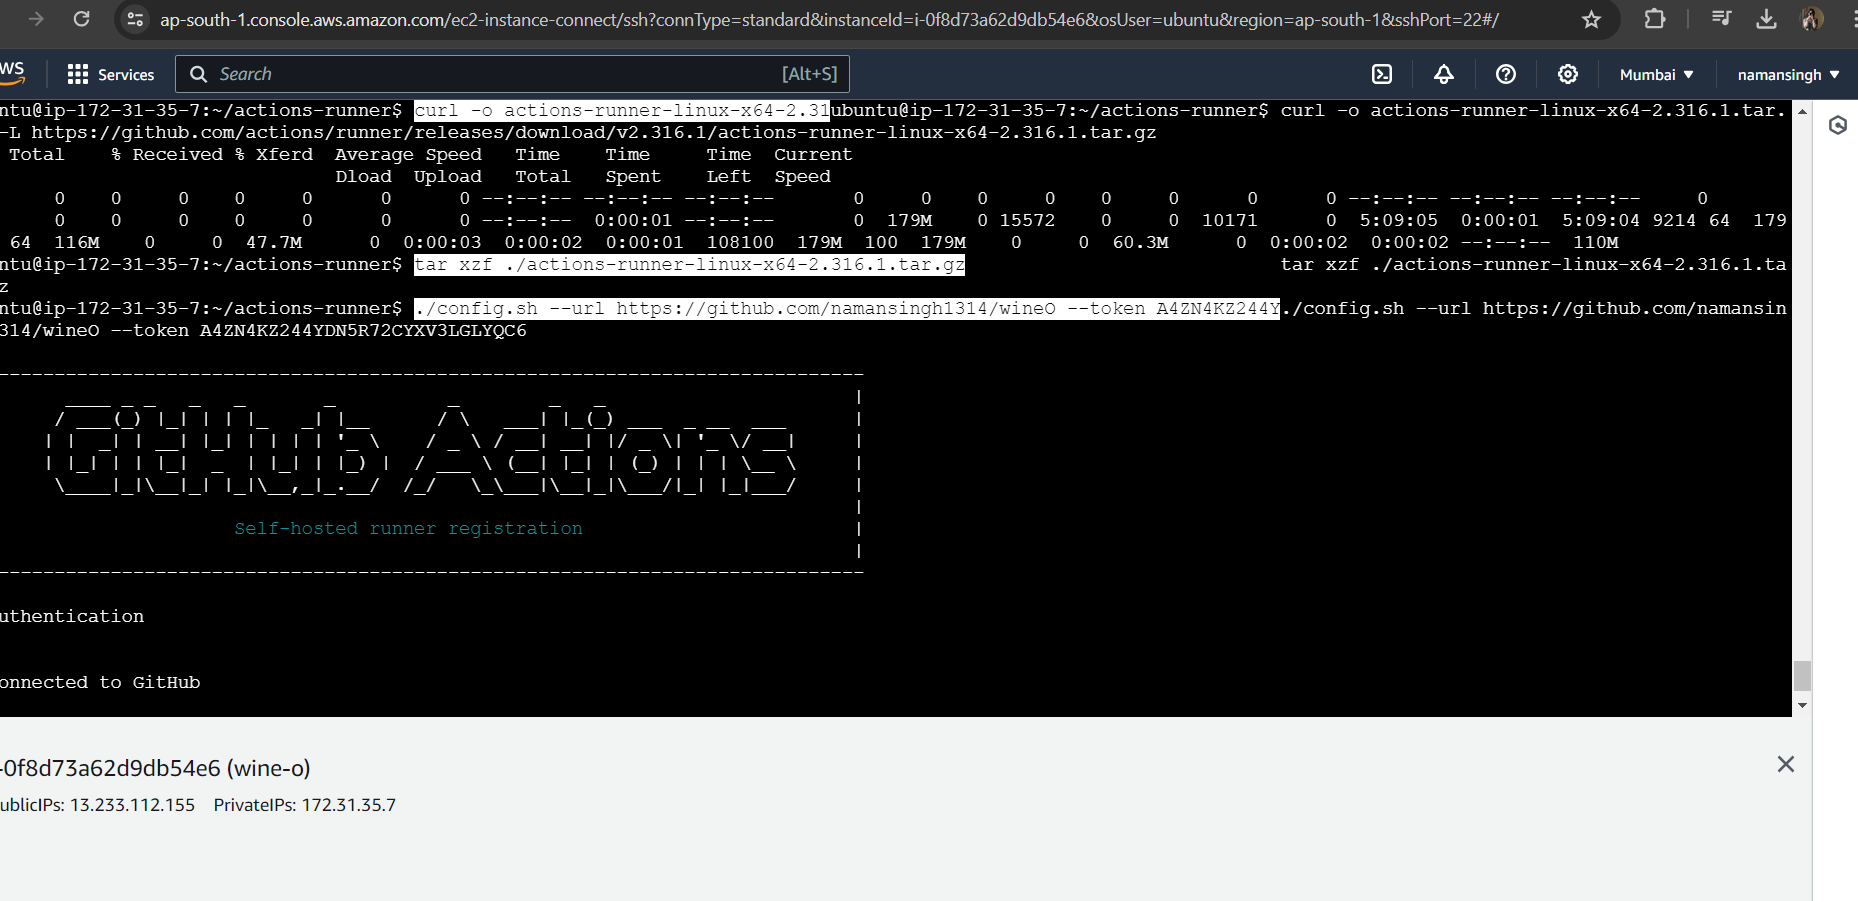 ap-south-1.console.aws.amazon.com/ec2-instance-connect/ssh?connType=standard&instanceId=i-0f8d73a62d9db54e6&osUser=ubuntu&region=ap-south-1&sshPort=22#/
ws Services Search [Alt+S] Mumbai ▼ namansingh ▼
ntu@ip-172-31-35-7:~/actions-runner$ curl -o actions-runner-linux-x64-2.31ubuntu@ip-172-31-35-7:~/actions-runner$ curl -o actions-runner-linux-x64-2.316.1.tar.
-L https://github.com/actions/runner/releases/download/v2.316.1/actions-runner-linux-x64-2.316.1.tar.gz
Total % Received % Xferd Average Speed Time Time Time Current
Dload Upload Total Spent Left Speed
0 0 0 0 0 0 0 --:--:-- --:--:-- --:--:-- 0 0 0 0 0 0 0 --:--:-- --:--:-- --:--:-- 0
0 0 0 0 0 0 0 --:--:-- 0:00:01 --:--:-- 0 179M 0 15572 0 0 10171 0 5:09:05 0:00:01 5:09:04 9214 64 179
64 116M 0 0 47.7M 0 0:00:03 0:00:02 0:00:01 108100 179M 100 179M 0 0 60.3M 0 0:00:02 0:00:02 --:--:-- 110M
ntu@ip-172-31-35-7:~/actions-runner$ tar xzf ./actions-runner-linux-x64-2.316.1.tar.gz tar xzf ./actions-runner-linux-x64-2.316.1.ta
z
ntu@ip-172-31-35-7:~/actions-runner$ ./config.sh --url https://github.com/namansingh1314/wineO --token A4ZN4KZ244Y./config.sh --url https://github.com/namansin
314/wineO --token A4ZN4KZ244YDN5R72CYXV3LGLYQC6
GitHub Actions
Self-hosted runner registration
uthentication
onnected to GitHub
-0f8d73a62d9db54e6 (wine-o)
ublicIPs: 13.233.112.155 PrivateIPs: 172.31.35.7